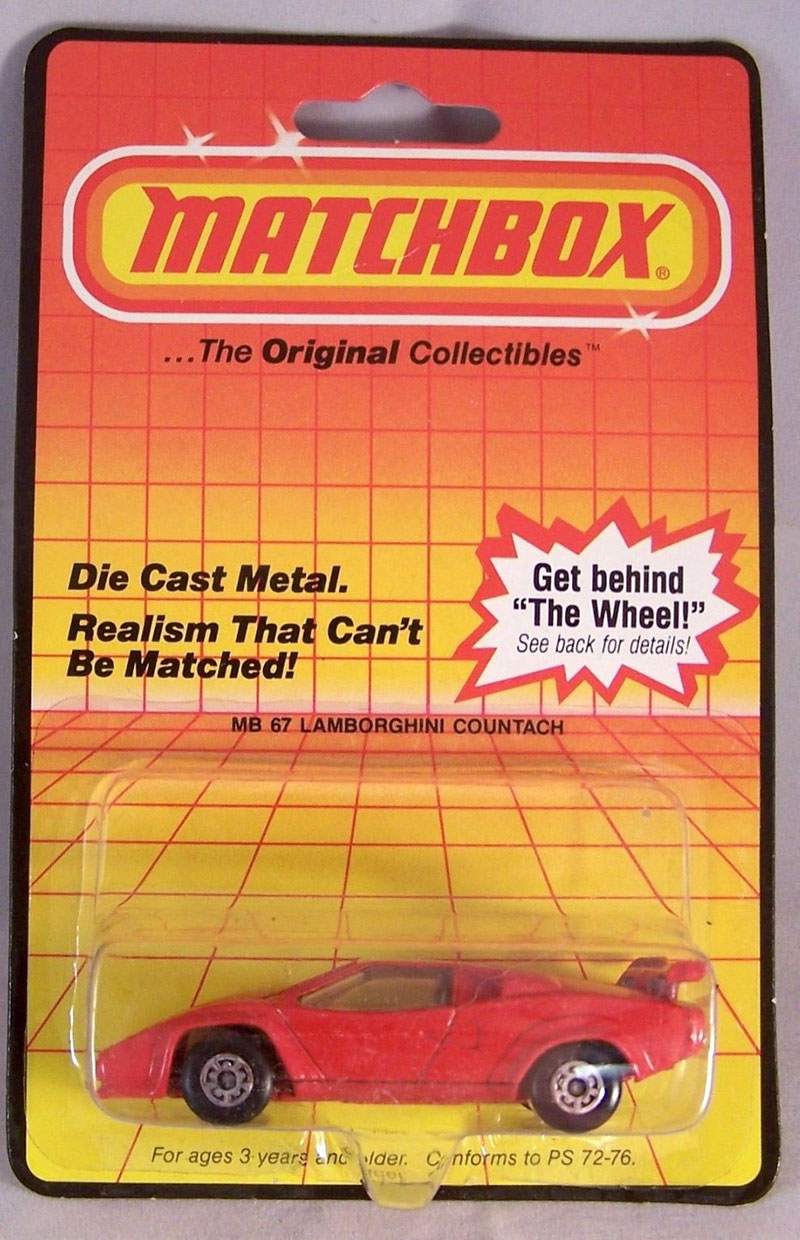 MATCHBOX®
...The Original Collectibles™
Die Cast Metal.
Realism That Can't
Be Matched!
Get behind
“The Wheel!”
See back for details!
MB 67 LAMBORGHINI COUNTACH
For ages 3 years and older. Conforms to PS 72-76.